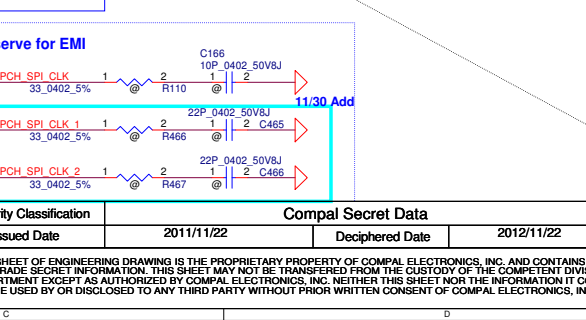 serve for EMI
C166
10P_0402_50V8J
PCH_SPI_CLK 1 2 1 2
33_0402_5% @ R110 @
11/30 Add
22P_0402_50V8J
PCH_SPI_CLK_1 1 2 1 2 C465
33_0402_5% @ R466 @
22P_0402_50V8J
PCH_SPI_CLK_2 1 2 1 2 C466
33_0402_5% @ R467 @
ity Classification Compal Secret Data
ssued Date 2011/11/22 Deciphered Date 2012/11/22
SHEET OF ENGINEERING DRAWING IS THE PROPRIETARY PROPERTY OF COMPAL ELECTRONICS, INC. AND CONTAINS
RADE SECRET INFORMATION. THIS SHEET MAY NOT BE TRANSFERED FROM THE CUSTODY OF THE COMPETENT DIVI
RTMENT EXCEPT AS AUTHORIZED BY COMPAL ELECTRONICS, INC. NEITHER THIS SHEET NOR THE INFORMATION IT C
E USED BY OR DISCLOSED TO ANY THIRD PARTY WITHOUT PRIOR WRITTEN CONSENT OF COMPAL ELECTRONICS, IN
C D